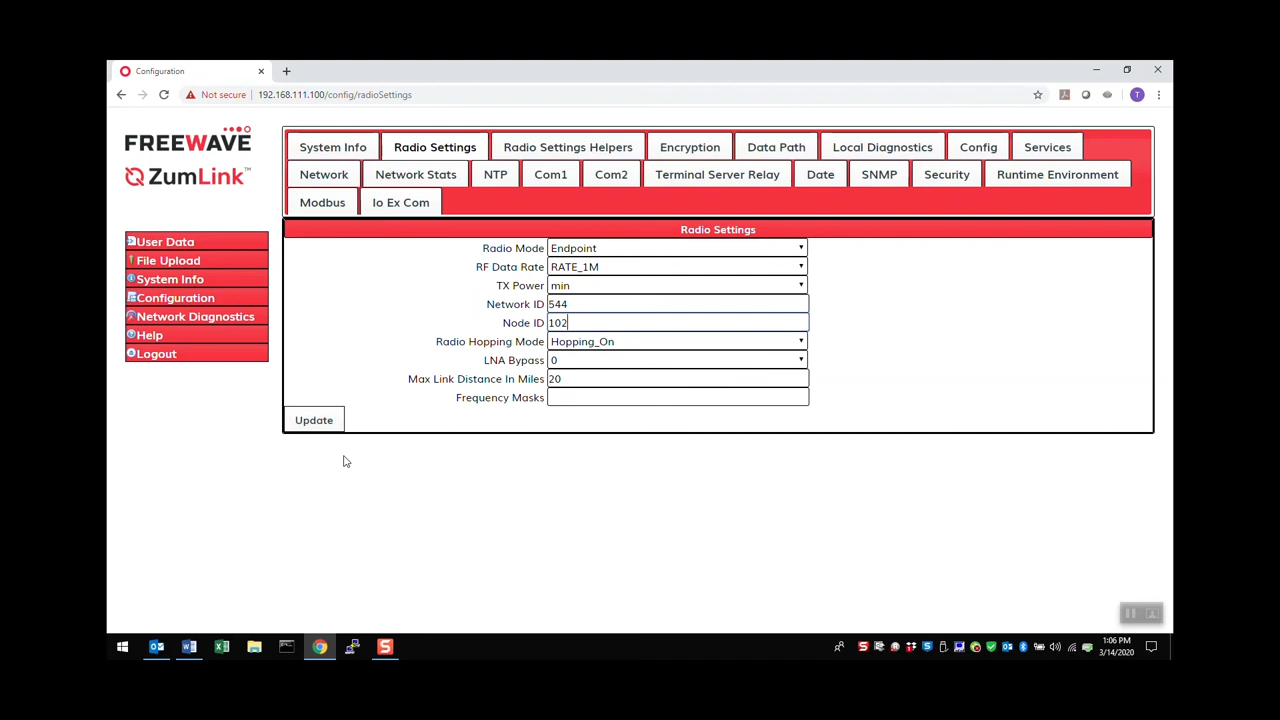 Configuration
Not secure 192.168.111.100/config/radioSettings
T
FREEWAVE
ZumLink™
System Info Radio Settings Radio Settings Helpers Encryption Data Path Local Diagnostics Config Services
Network Network Stats NTP Com1 Com2 Terminal Server Relay Date SNMP Security Runtime Environment
Modbus Io Ex Com
User Data
File Upload
System Info
Configuration
Network Diagnostics
Help
Logout
Radio Settings
Radio Mode Endpoint
RF Data Rate RATE_1M
TX Power min
Network ID 544
Node ID 102
Radio Hopping Mode Hopping_On
LNA Bypass 0
Max Link Distance In Miles 20
Frequency Masks
Update
1:06 PM
3/14/2020